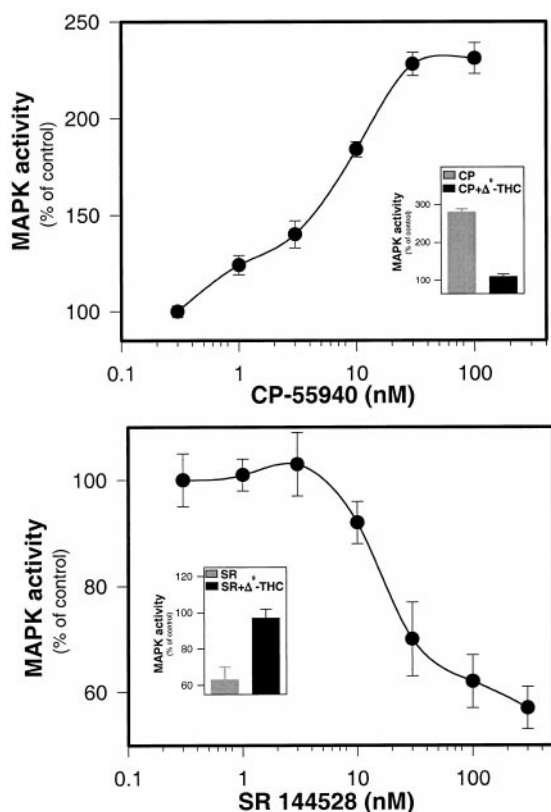 250
200
150
100
MAPK activity
(% of control)
CP
CP+Δ⁹-THC
300
200
100
MAPK activity
(% of control)
0.1 1 10 100
CP-55940 (nM)
100
80
60
MAPK activity
(% of control)
SR
SR+Δ⁹-THC
120
100
80
60
MAPK activity
(% of control)
0.1 1 10 100
SR 144528 (nM)